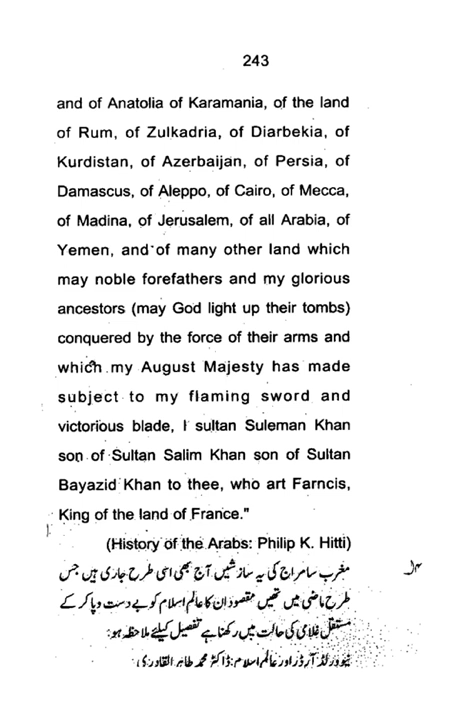 243
and of Anatolia of Karamania, of the land
of Rum, of Zulkadria, of Diarbekia, of
Kurdistan, of Azerbaijan, of Persia, of
Damascus, of Aleppo, of Cairo, of Mecca,
of Madina, of Jerusalem, of all Arabia, of
Yemen, and of many other land which
may noble forefathers and my glorious
ancestors (may God light up their tombs)
conquered by the force of their arms and
which my August Majesty has made
subject to my flaming sword and
victorious blade, I sultan Suleman Khan
son of Sultan Salim Khan son of Sultan
Bayazid Khan to thee, who art Farncis,
King of the land of France."
(History of the Arabs: Philip K. Hitti)
مغرب سامراج کی یہ سازشیں آج بھی اسی طرح جاری ہیں جس
طرح ماضی میں تھیں مقصود ان کا عالم اسلام کو بے دست و پا کر کے
مستقل غلامی کی حالت میں رکھنا ہے تفصیل کیلئے ملاحظہ ہو:
نیو ورلڈ آرڈر اور عالم اسلام: ڈاکٹر محمد طاہر القادری